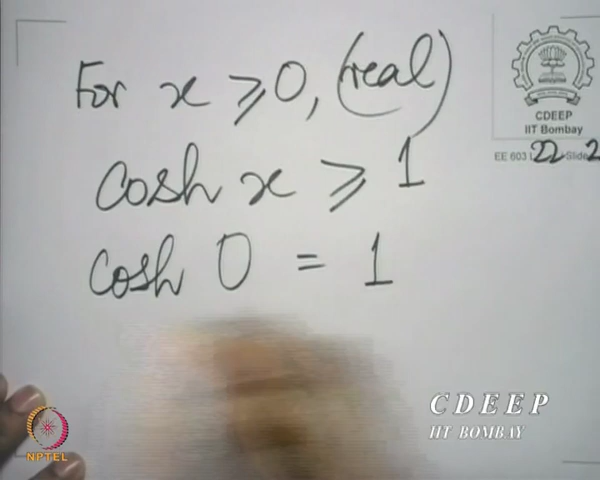 For x ⩾ 0, (real)
cosh x ⩾ 1
cosh 0 = 1
CDEEP
IIT Bombay
EE 603 L 22 Slide 2
CDEEP
IIT BOMBAY
NPTEL